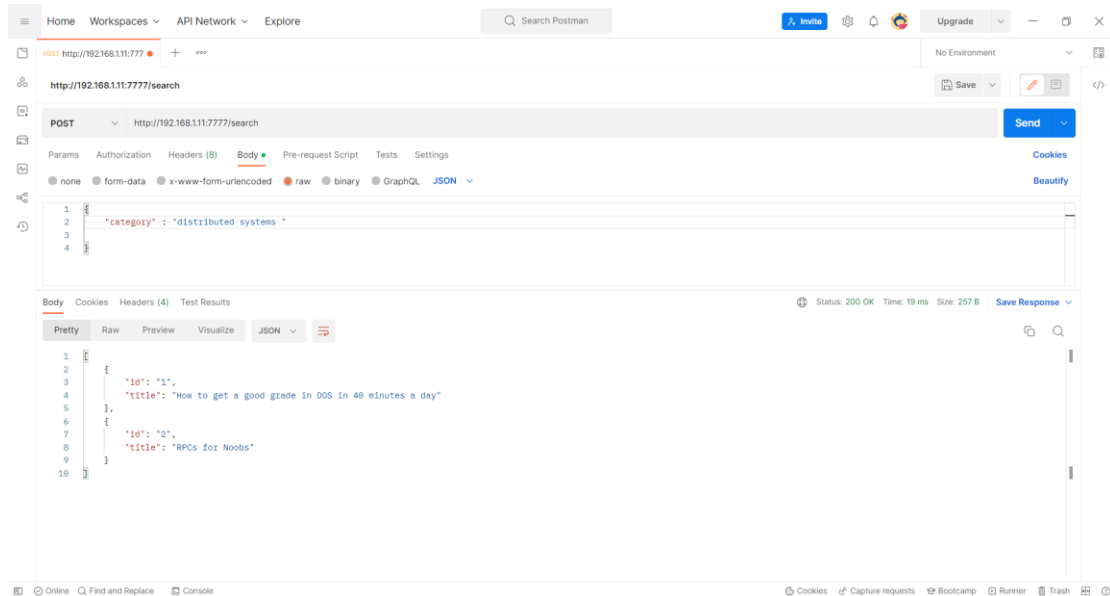 Home Workspaces API Network Explore Search Postman Invite Upgrade
POST http://192.168.1.11:777 No Environment
http://192.168.1.11:7777/search Save
POST http://192.168.1.11:7777/search Send
Params Authorization Headers (8) Body Pre-request Script Tests Settings Cookies
none form-data x-www-form-urlencoded raw binary GraphQL JSON Beautify
1 {
2 "category" : "distributed systems "
3
4 }
Body Cookies Headers (4) Test Results Status: 200 OK Time: 19 ms Size: 257 B Save Response
Pretty Raw Preview Visualize JSON
1 [
2 {
3 "id": "1",
4 "title": "How to get a good grade in DOS in 40 minutes a day"
5 },
6 {
7 "id": "2",
8 "title": "RPCs for Noobs"
9 }
10 ]
Online Find and Replace Console Cookies Capture requests Bootcamp Runner Trash